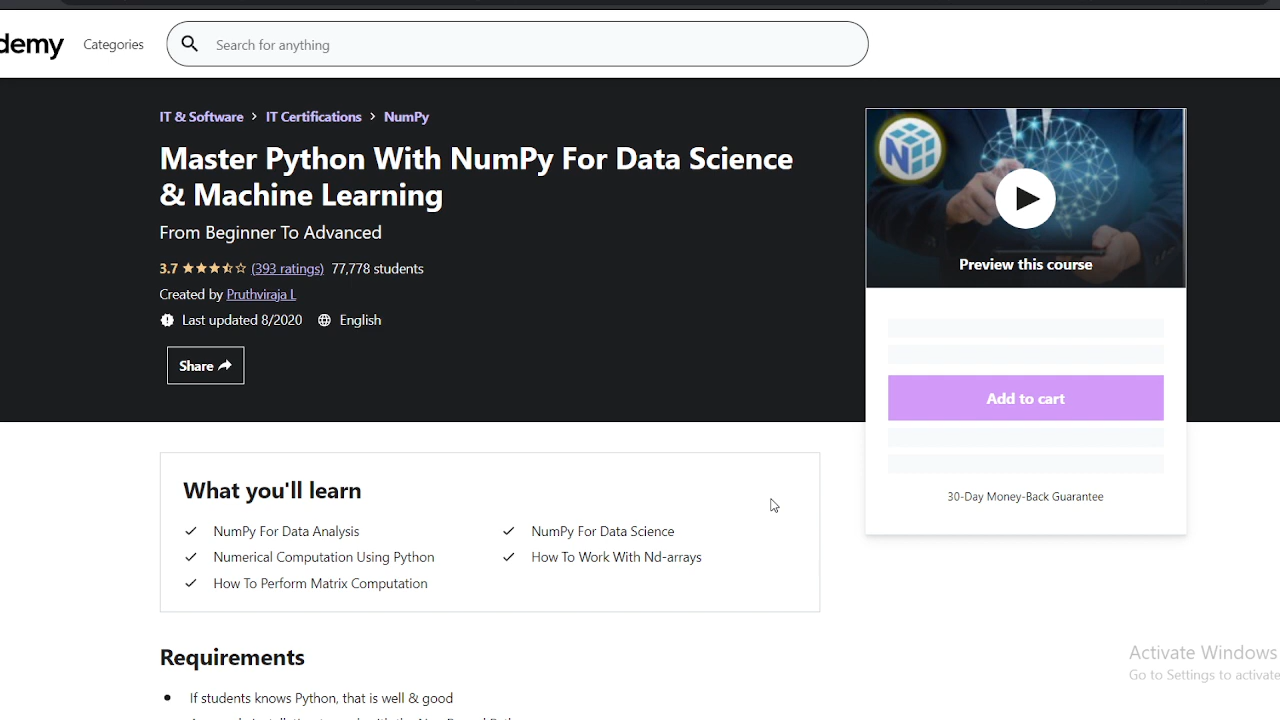 demy Categories Search for anything
IT & Software > IT Certifications > NumPy
Master Python With NumPy For Data Science
& Machine Learning
From Beginner To Advanced
3.7 (393 ratings) 77,778 students
Created by Pruthviraja L
Last updated 8/2020 English
Share
N
Preview this course
Add to cart
30-Day Money-Back Guarantee
What you'll learn
NumPy For Data Analysis
NumPy For Data Science
Numerical Computation Using Python
How To Work With Nd-arrays
How To Perform Matrix Computation
Requirements
If students knows Python, that is well & good
Activate Windows
Go to Settings to activate